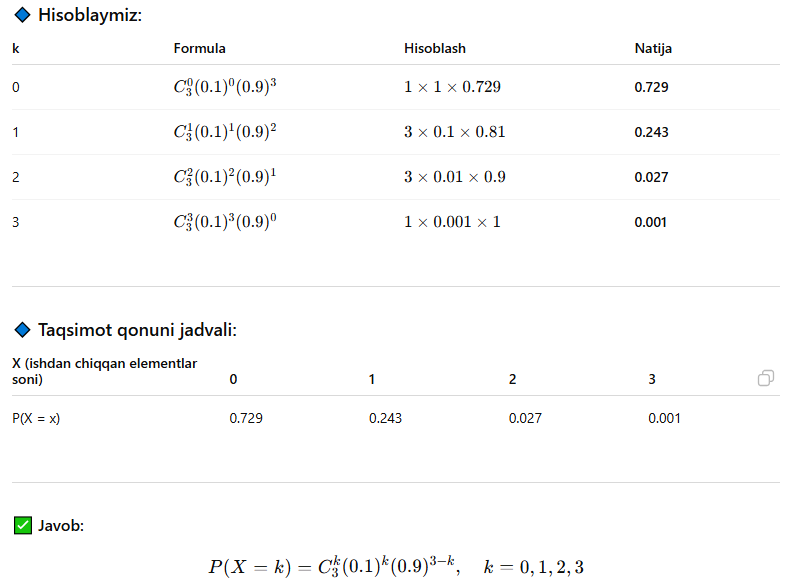 🔷 Hisoblaymiz:
k Formula Hisoblash Natija
0 $C_3^0(0.1)^0(0.9)^3$ $1 \times 1 \times 0.729$ 0.729
1 $C_3^1(0.1)^1(0.9)^2$ $3 \times 0.1 \times 0.81$ 0.243
2 $C_3^2(0.1)^2(0.9)^1$ $3 \times 0.01 \times 0.9$ 0.027
3 $C_3^3(0.1)^3(0.9)^0$ $1 \times 0.001 \times 1$ 0.001
🔷 Taqsimot qonuni jadvali:
X (ishdan chiqqan elementlar
soni) 0 1 2 3
P(X = x) 0.729 0.243 0.027 0.001
✅ Javob:
$P(X = k) = C_3^k(0.1)^k(0.9)^{3-k}, \quad k = 0, 1, 2, 3$